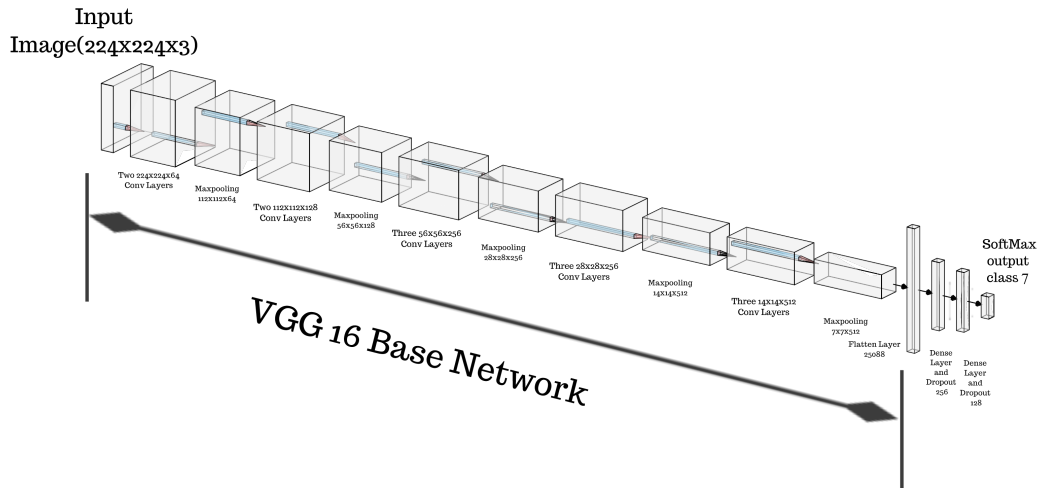 Input
Image(224x224x3)
Two 224x224x64
Conv Layers
Maxpooling
112x112x64
Two 112x112x128
Conv Layers
Maxpooling
56x56x128
Three 56x56x256
Conv Layers
Maxpooling
28x28x256
Three 28x28x256
Conv Layers
Maxpooling
14x14x512
Three 14x14x512
Conv Layers
Maxpooling
7x7x512
Flatten Layer
25088
Dense
Layer
and
Dropout
256
Dense
Layer
and
Dropout
128
SoftMax
output
class 7
VGG 16 Base Network